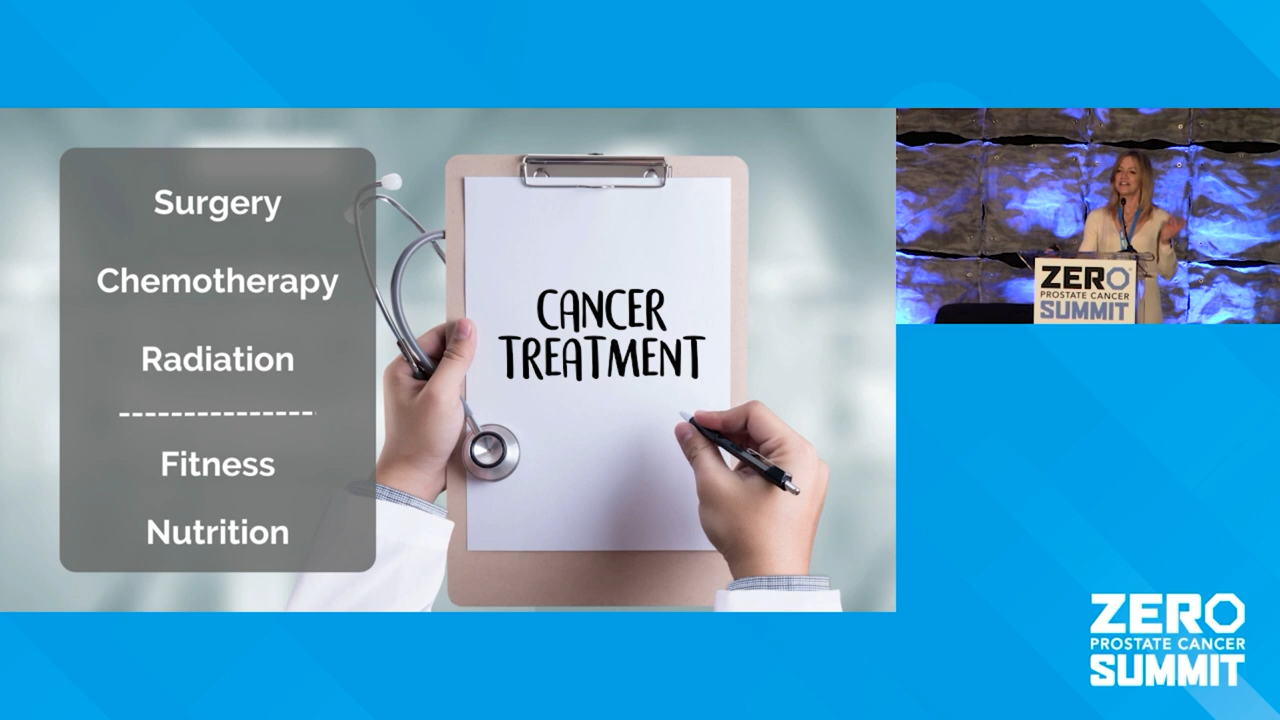 Surgery
Chemotherapy
Radiation
Fitness
Nutrition
CANCER
TREATMENT
ZERO
PROSTATE CANCER
SUMMIT
ZERO
PROSTATE CANCER
SUMMIT